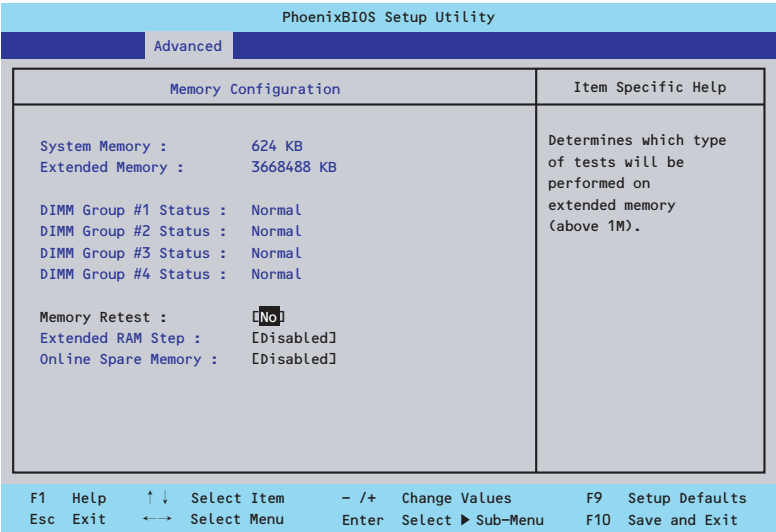 PhoenixBIOS Setup Utility
Advanced
Memory Configuration
Item Specific Help
System Memory : 624 KB
Extended Memory : 3668488 KB
DIMM Group #1 Status : Normal
DIMM Group #2 Status : Normal
DIMM Group #3 Status : Normal
DIMM Group #4 Status : Normal
Memory Retest : [No]
Extended RAM Step : [Disabled]
Online Spare Memory : [Disabled]
Determines which type
of tests will be
performed on
extended memory
(above 1M).
F1 Help ↑↓ Select Item - /+ Change Values F9 Setup Defaults
Esc Exit ←→ Select Menu Enter Select ▶ Sub-Menu F10 Save and Exit